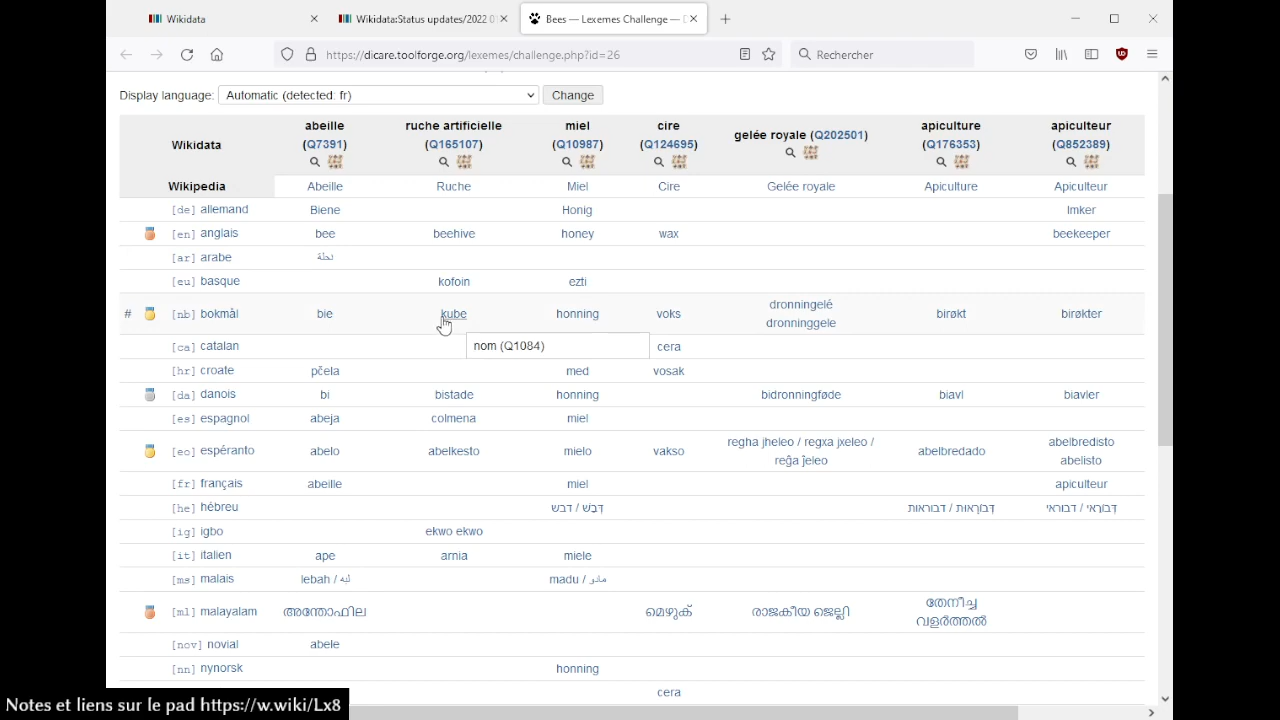 Wikidata
Wikidata:Status updates/2022 0
Bees — Lexemes Challenge —
https://dicare.toolforge.org/lexemes/challenge.php?id=26
Rechercher
Display language: Automatic (detected: fr) Change
Wikidata abeille (Q7391) ruche artificielle (Q165107) miel (Q10987) cire (Q124695) gelée royale (Q202501) apiculture (Q176353) apiculteur (Q852389)
Wikipedia Abeille Ruche Miel Cire Gelée royale Apiculture Apiculteur
[de] allemand Biene Honig Imker
[en] anglais bee beehive honey wax beekeeper
[ar] arabe نحلة
[eu] basque kofoin ezti
# [nb] bokmål bie kube honning voks dronningelé dronninggele birøkt birøkter
nom (Q1084)
[ca] catalan cera
[hr] croate pčela med vosak
[da] danois bi bistade honning bidronningføde biavl biavler
[es] espagnol abeja colmena miel
[eo] espéranto abelo abelkesto mielo vakso regha jheleo / regxa jxeleo / reĝa ĵeleo abelbredado abelbredisto abelisto
[fr] français abeille miel apiculteur
[he] hébreu דְּבַשׁ / דבש דְּבוֹרָאוּת / דבוראות דְּבוֹרַאי / דבוראי
[ig] igbo ekwo ekwo
[it] italien ape arnia miele
[ms] malais lebah / لبه madu / مادو
[ml] malayalam അന്തോഫില മെഴുക് രാജകീയ ജെല്ലി തേനീച്ച വളർത്തൽ
[nov] novial abele
[nn] nynorsk honning
cera
Notes et liens sur le pad https://w.wiki/Lx8